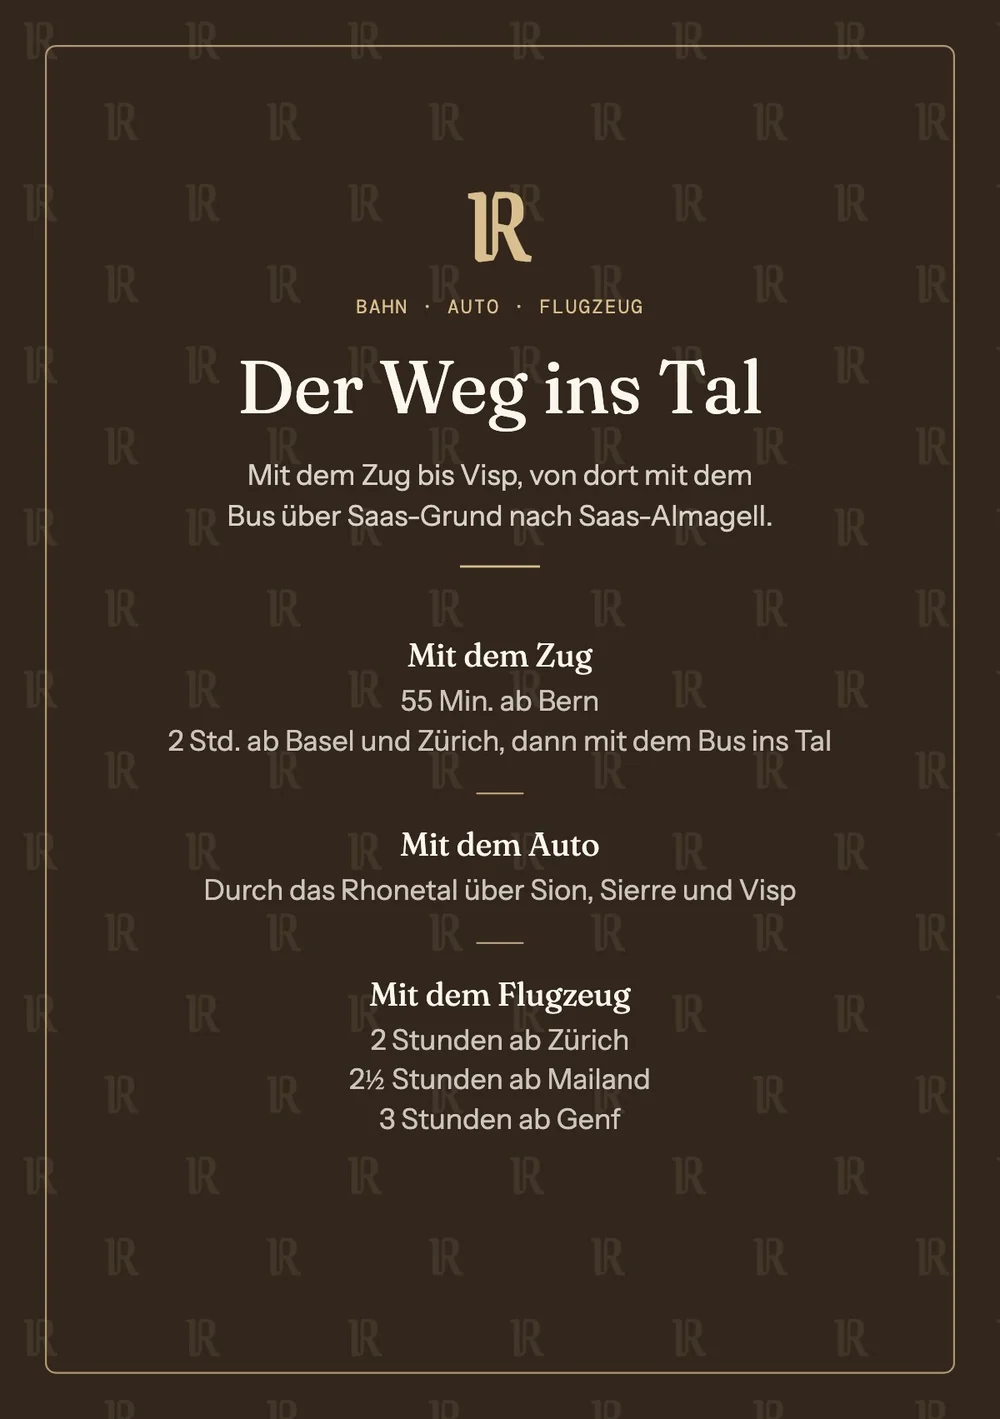 R
BAHN · AUTO · FLUGZEUG
Der Weg ins Tal
Mit dem Zug bis Visp, von dort mit dem
Bus über Saas-Grund nach Saas-Almagell.
Mit dem Zug
55 Min. ab Bern
2 Std. ab Basel und Zürich, dann mit dem Bus ins Tal
Mit dem Auto
Durch das Rhonetal über Sion, Sierre und Visp
Mit dem Flugzeug
2 Stunden ab Zürich
2½ Stunden ab Mailand
3 Stunden ab Genf